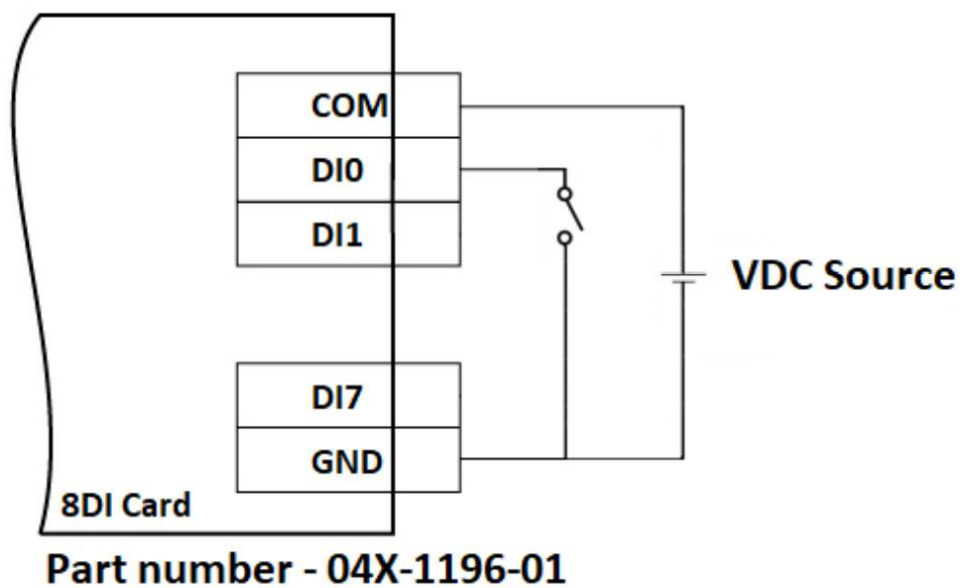 COM
DI0
DI1
VDC Source
DI7
GND
8DI Card
Part number - 04X-1196-01